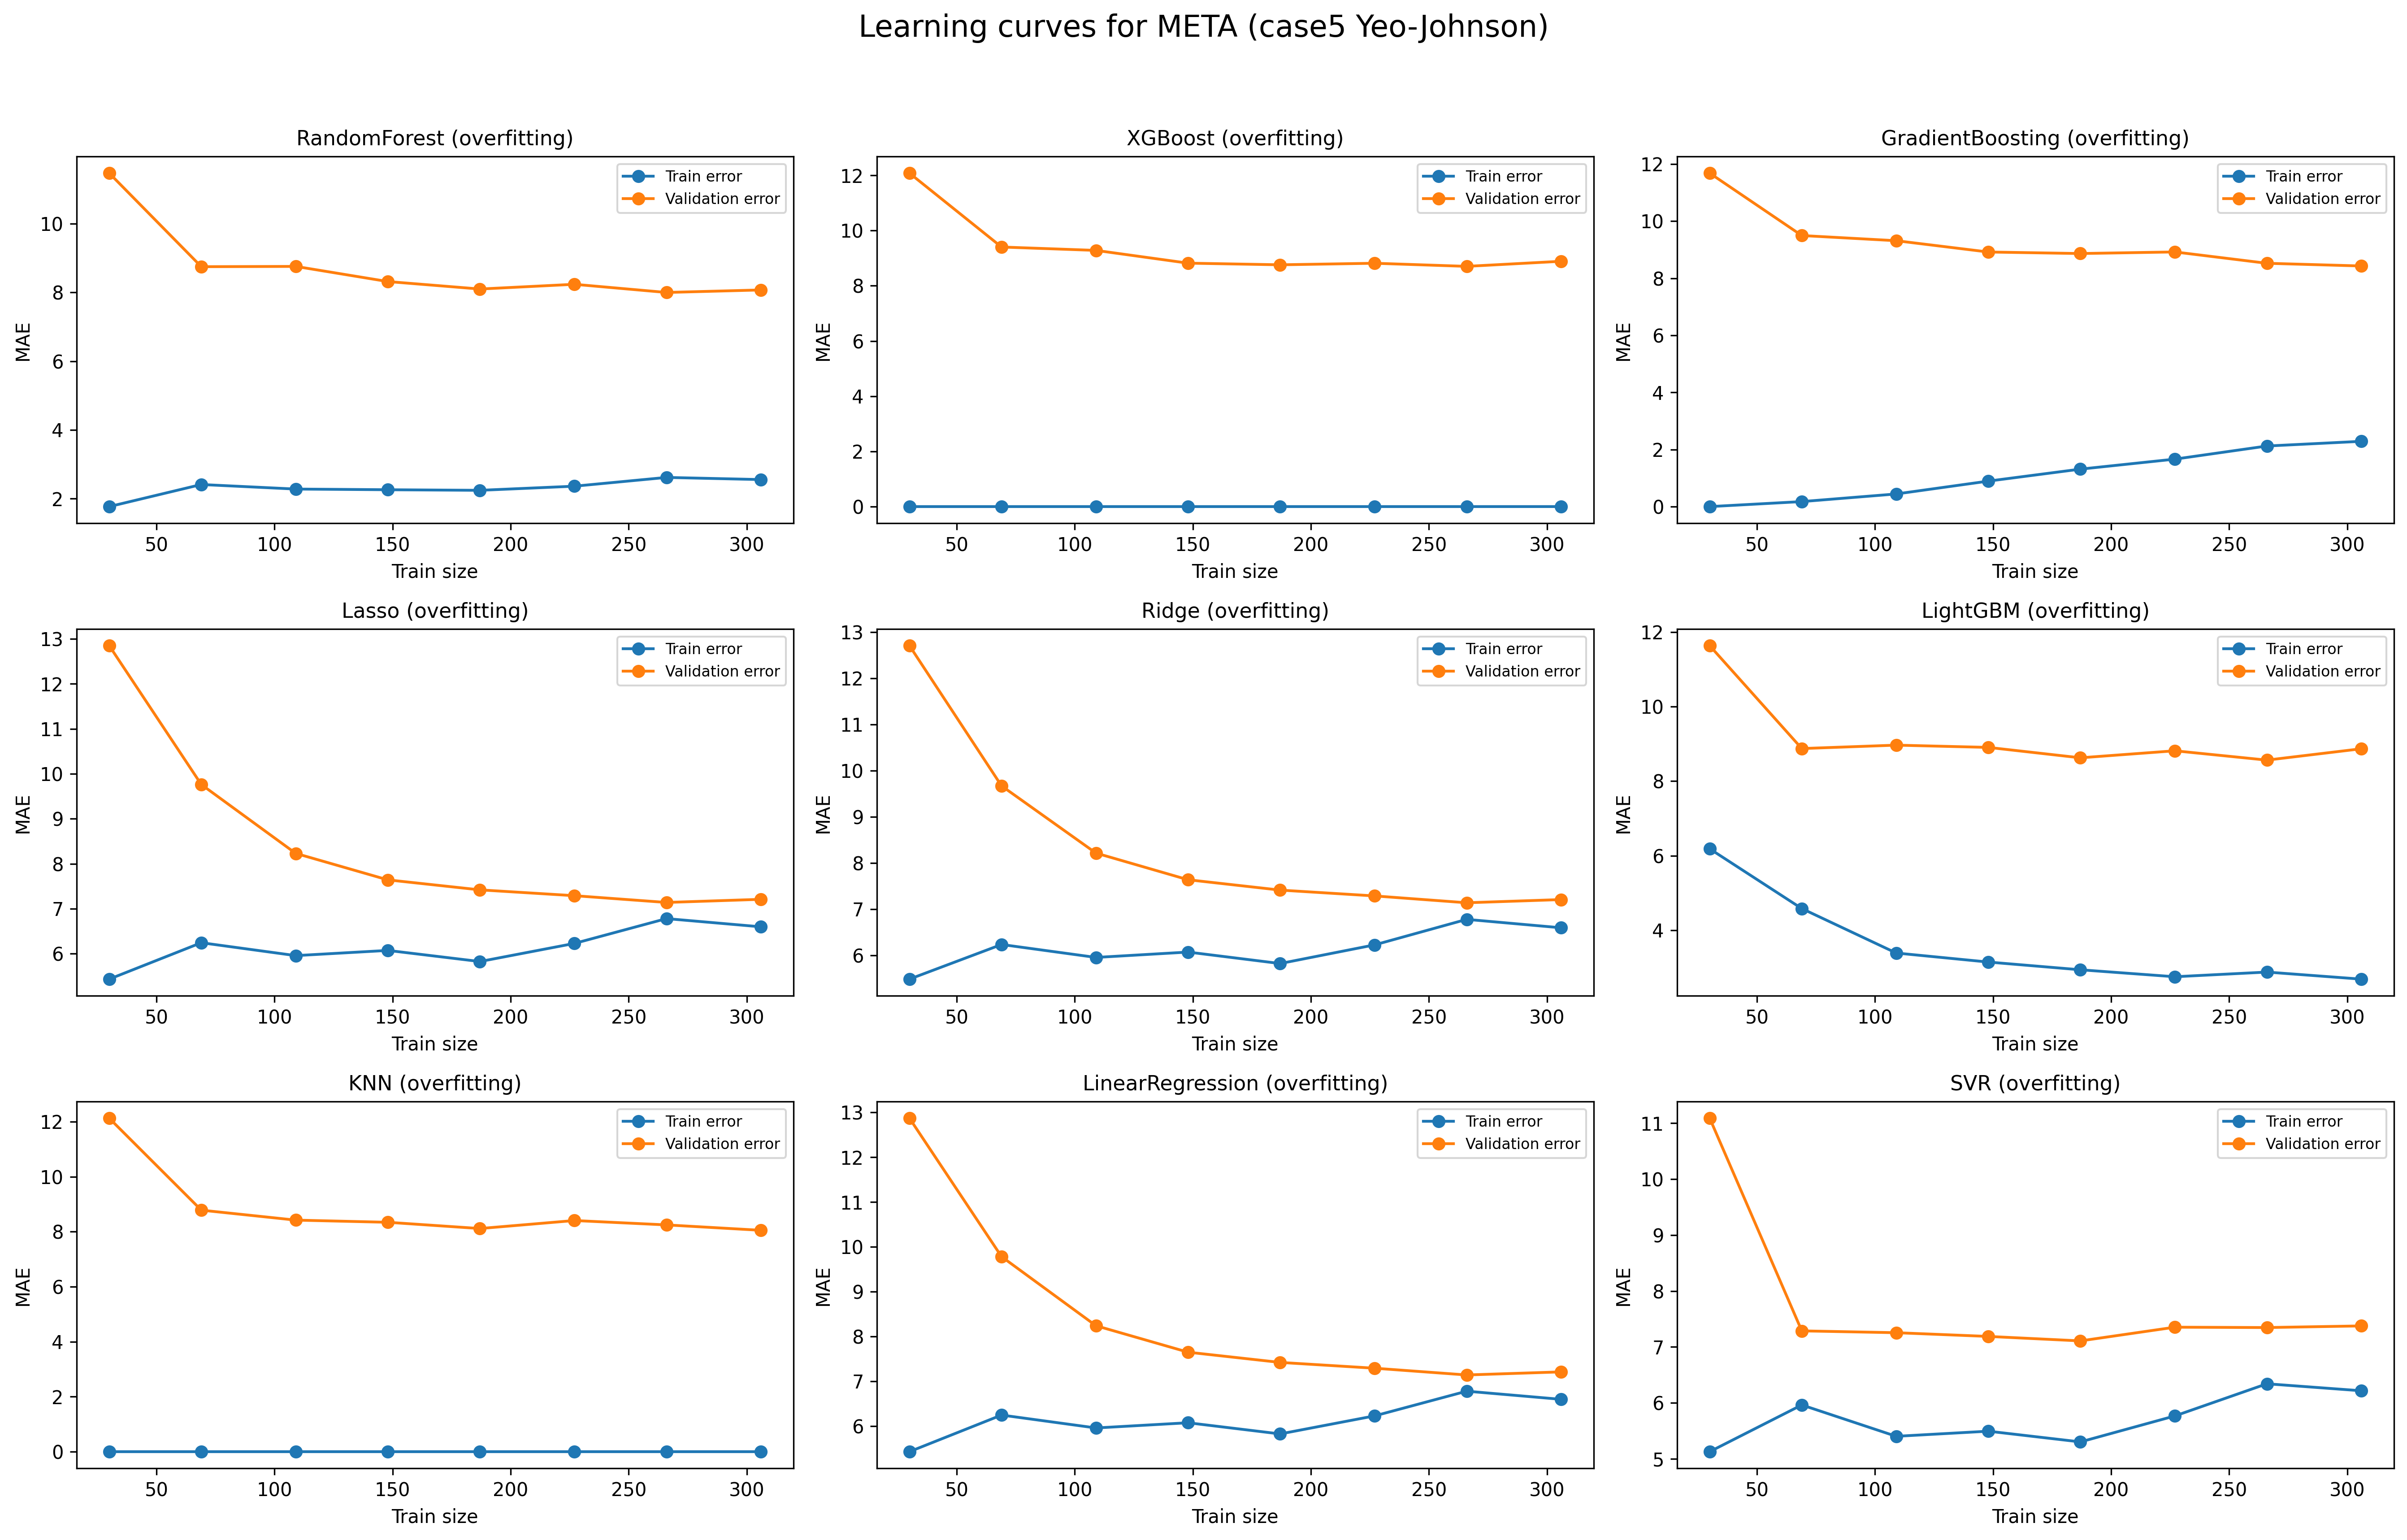 Learning curves for META (case5 Yeo-Johnson)
RandomForest (overfitting)
MAE
10
8
6
4
2
Train error
Validation error
50 100 150 200 250 300
Train size
XGBoost (overfitting)
MAE
12
10
8
6
4
2
0
Train error
Validation error
50 100 150 200 250 300
Train size
GradientBoosting (overfitting)
MAE
12
10
8
6
4
2
0
Train error
Validation error
50 100 150 200 250 300
Train size
Lasso (overfitting)
MAE
13
12
11
10
9
8
7
6
Train error
Validation error
50 100 150 200 250 300
Train size
Ridge (overfitting)
MAE
13
12
11
10
9
8
7
6
Train error
Validation error
50 100 150 200 250 300
Train size
LightGBM (overfitting)
MAE
12
10
8
6
4
Train error
Validation error
50 100 150 200 250 300
Train size
KNN (overfitting)
MAE
12
10
8
6
4
2
0
Train error
Validation error
50 100 150 200 250 300
Train size
LinearRegression (overfitting)
MAE
13
12
11
10
9
8
7
6
Train error
Validation error
50 100 150 200 250 300
Train size
SVR (overfitting)
MAE
11
10
9
8
7
6
5
Train error
Validation error
50 100 150 200 250 300
Train size